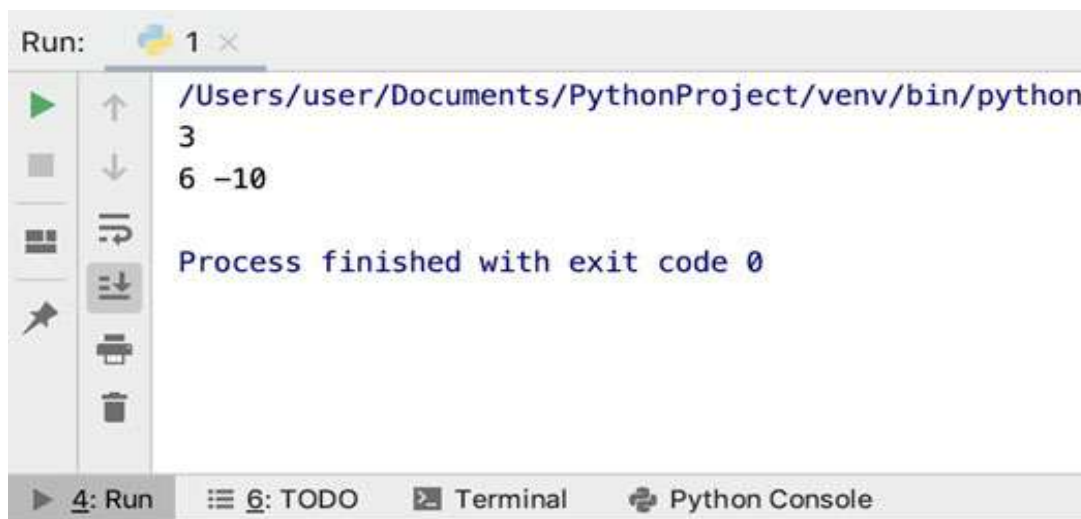 Run: 1
/Users/user/Documents/PythonProject/venv/bin/python
3
6 -10
Process finished with exit code 0
4: Run 6: TODO Terminal Python Console